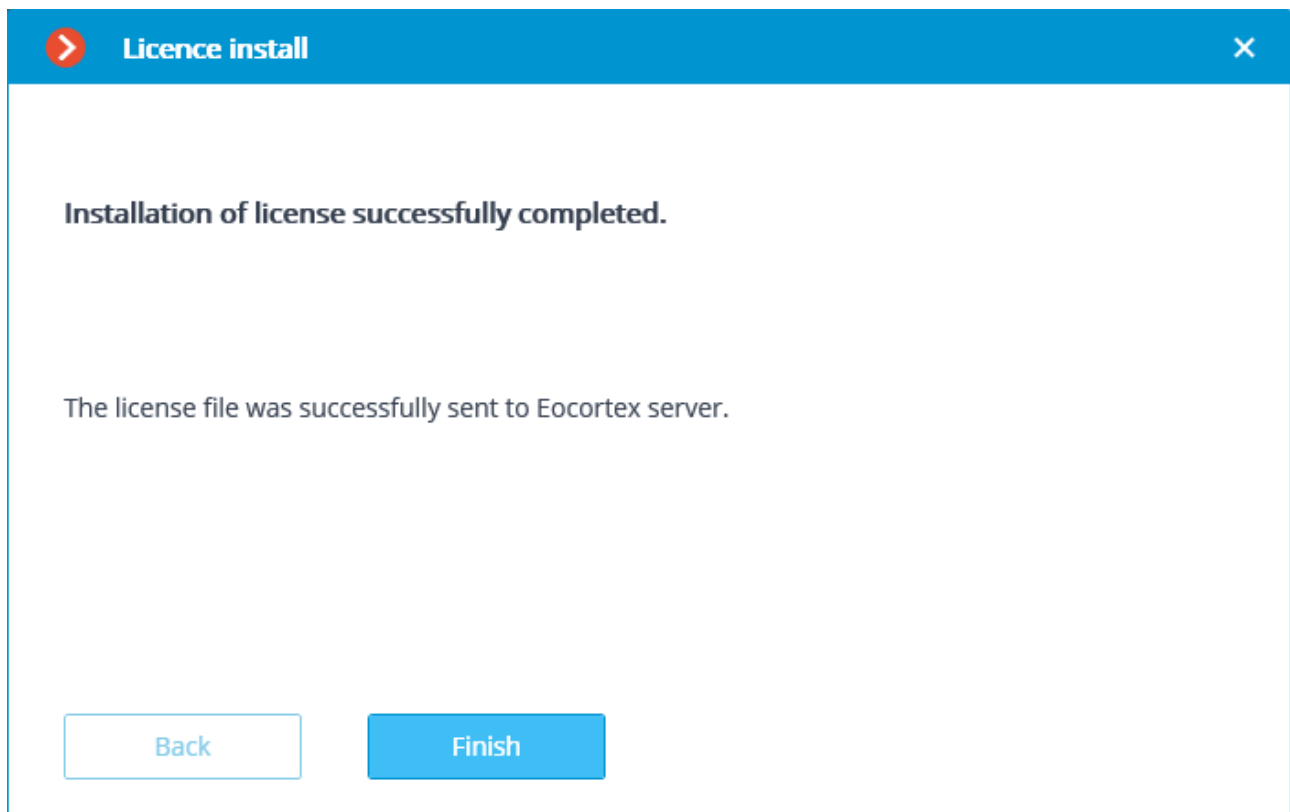 Licence install
Installation of license successfully completed.
The license file was successfully sent to Eocortex server.
Back
Finish